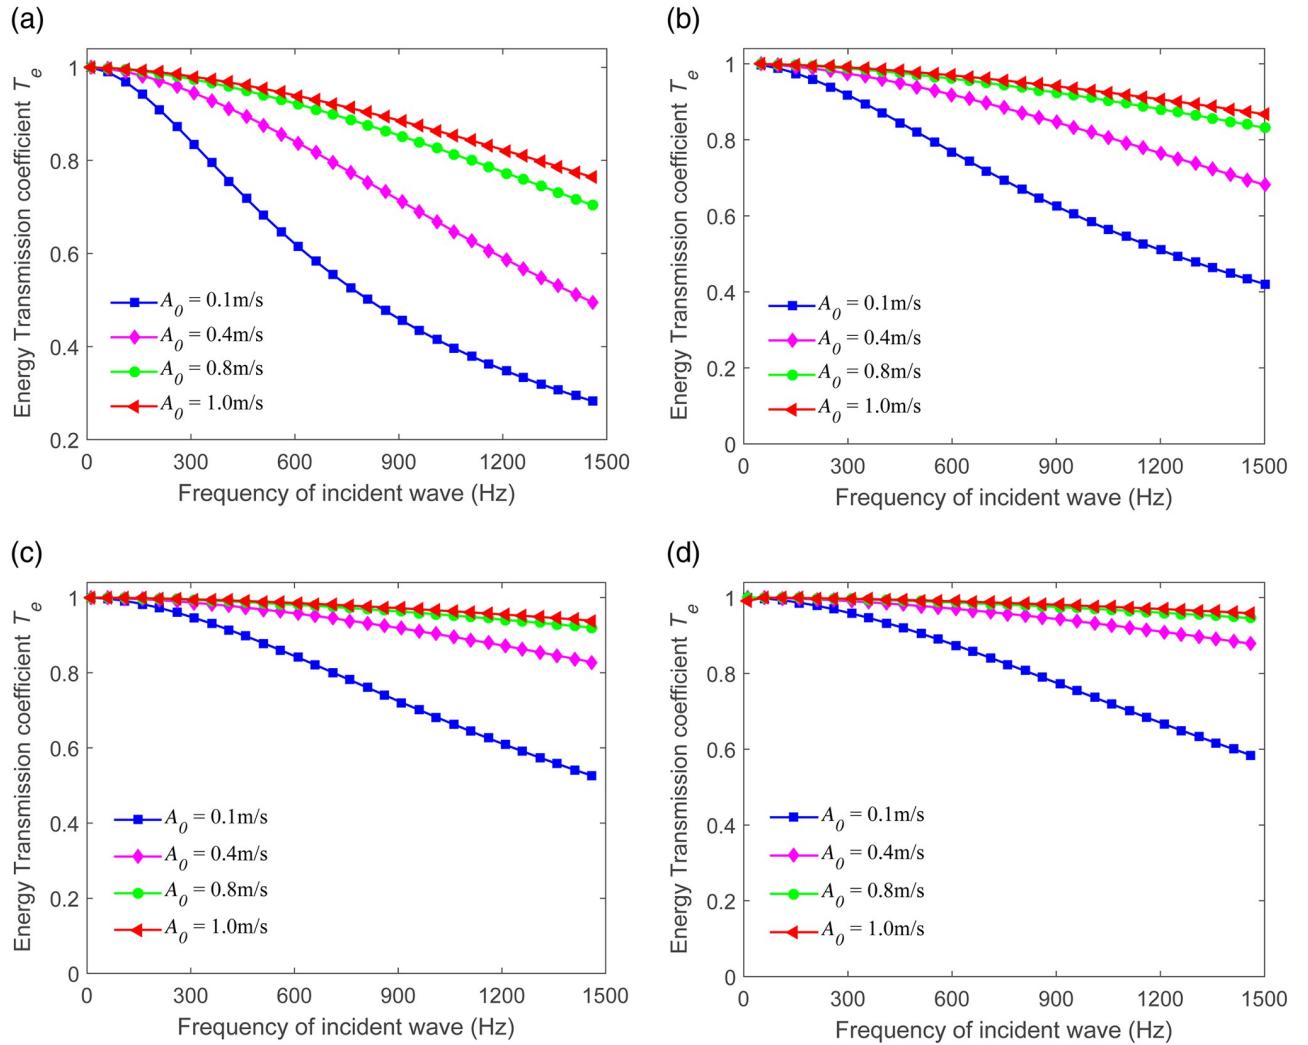 (a)
Energy Transmission coefficient T_e
1
0.8
0.6
0.4
0.2
A_0 = 0.1m/s
A_0 = 0.4m/s
A_0 = 0.8m/s
A_0 = 1.0m/s
0 300 600 900 1200 1500
Frequency of incident wave (Hz)
(b)
Energy Transmission coefficient T_e
1
0.8
0.6
0.4
0.2
0
A_0 = 0.1m/s
A_0 = 0.4m/s
A_0 = 0.8m/s
A_0 = 1.0m/s
0 300 600 900 1200 1500
Frequency of incident wave (Hz)
(c)
Energy Transmission coefficient T_e
1
0.8
0.6
0.4
0.2
0
A_0 = 0.1m/s
A_0 = 0.4m/s
A_0 = 0.8m/s
A_0 = 1.0m/s
0 300 600 900 1200 1500
Frequency of incident wave (Hz)
(d)
Energy Transmission coefficient T_e
1
0.8
0.6
0.4
0.2
0
A_0 = 0.1m/s
A_0 = 0.4m/s
A_0 = 0.8m/s
A_0 = 1.0m/s
0 300 600 900 1200 1500
Frequency of incident wave (Hz)